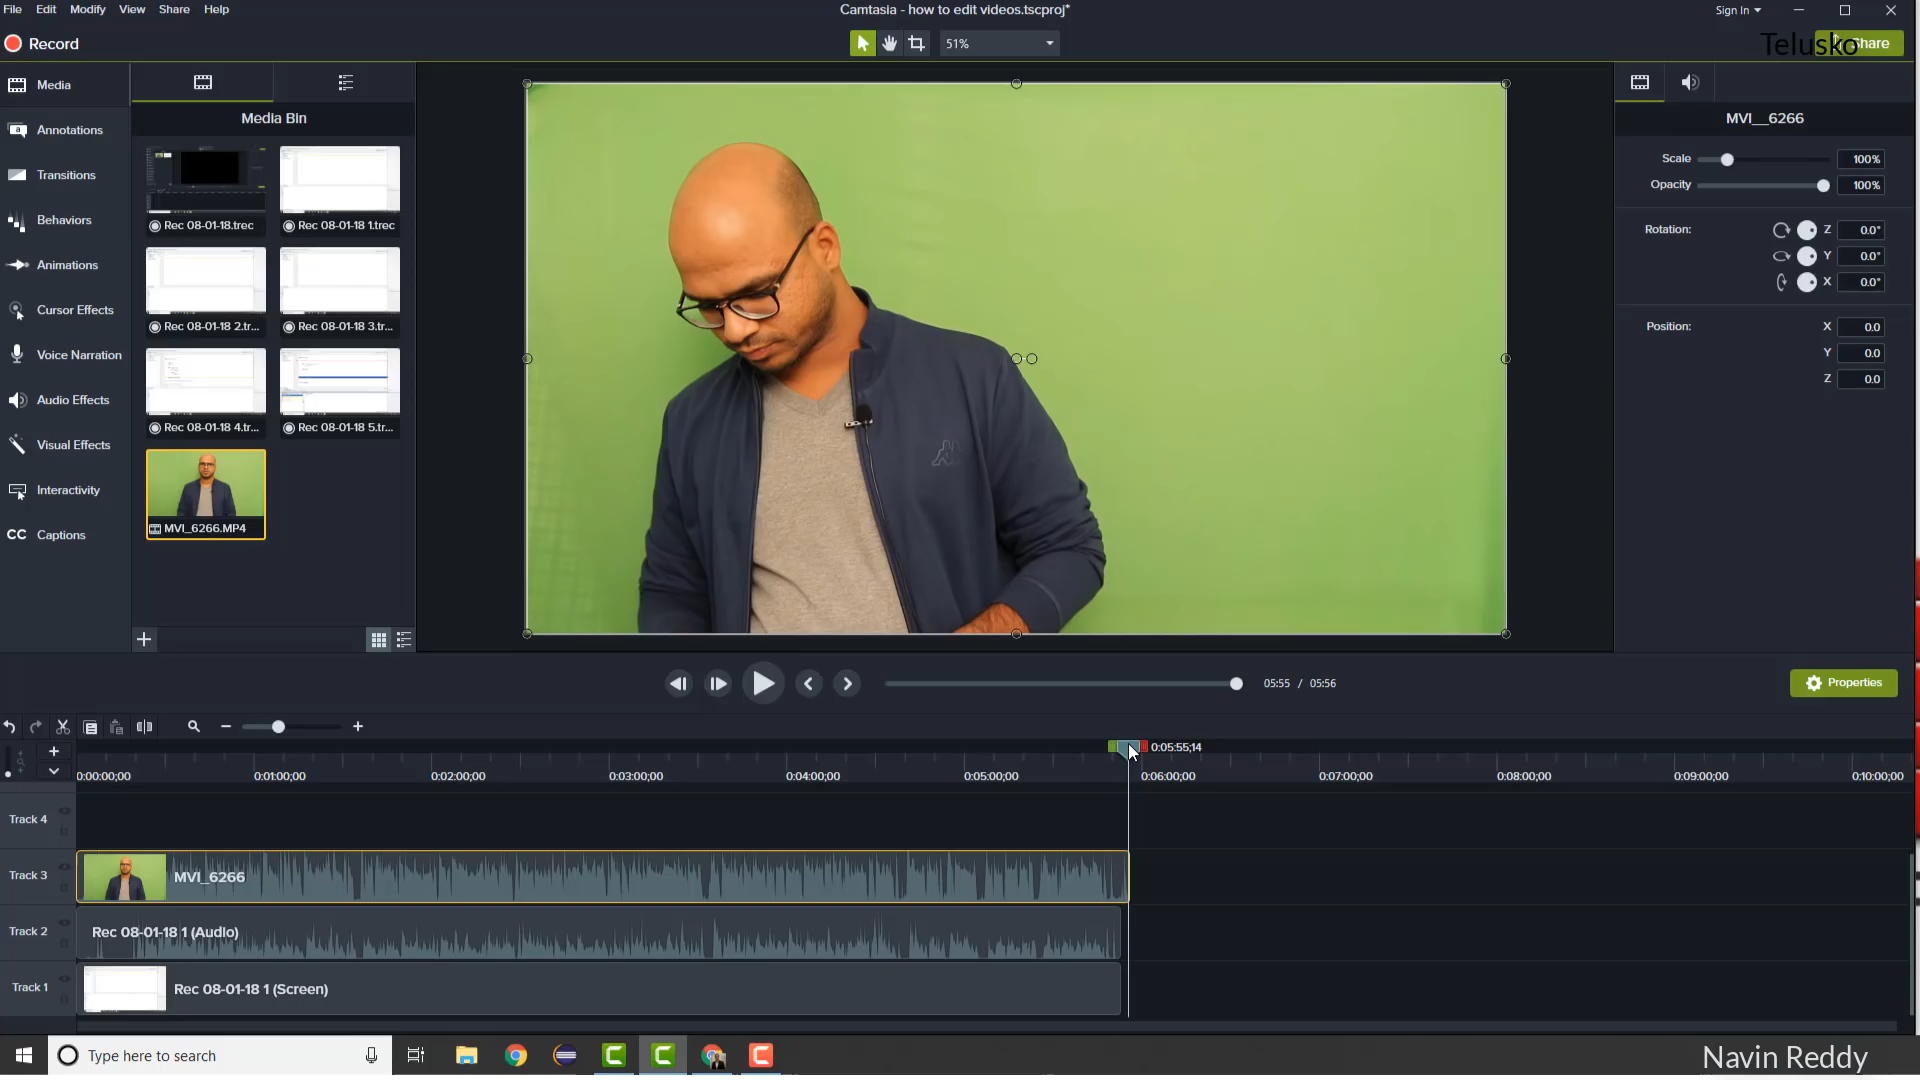 File Edit Modify View Share Help
Camtasia - how to edit videos.tscproj*
Sign In
Record
51%
Telusko
Share
Media
Annotations
Transitions
Behaviors
Animations
Cursor Effects
Voice Narration
Audio Effects
Visual Effects
Interactivity
CC Captions
Media Bin
Rec 08-01-18.trec
Rec 08-01-18 1.trec
Rec 08-01-18 2.tr...
Rec 08-01-18 3.tr...
Rec 08-01-18 4.tr...
Rec 08-01-18 5.tr...
MVI_6266.MP4
MVI__6266
Scale 100%
Opacity 100%
Rotation: Z 0.0°
Y 0.0°
X 0.0°
Position: X 0.0
Y 0.0
Z 0.0
05:55 / 05:56
Properties
0:05:55;14
0:00:00;00 0:01:00;00 0:02:00;00 0:03:00;00 0:04:00;00 0:05:00;00 0:06:00;00 0:07:00;00 0:08:00;00 0:09:00;00 0:10:00;00
Track 4
Track 3 MVI_6266
Track 2 Rec 08-01-18 1 (Audio)
Track 1 Rec 08-01-18 1 (Screen)
Type here to search
Navin Reddy